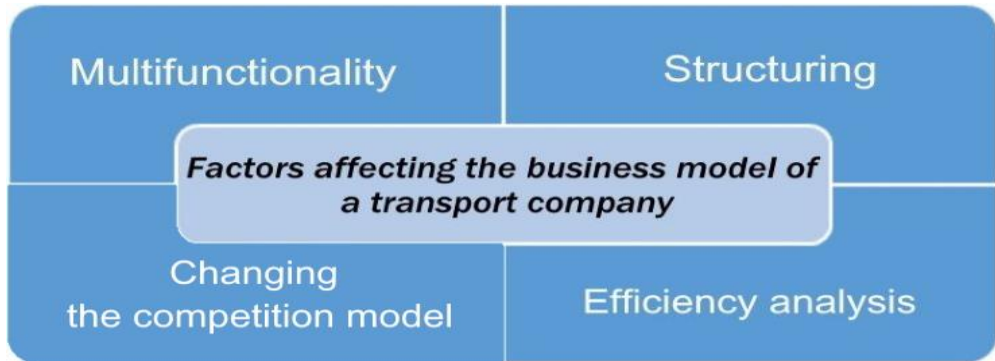 Multifunctionality
Structuring
Factors affecting the business model of
a transport company
Changing
the competition model
Efficiency analysis